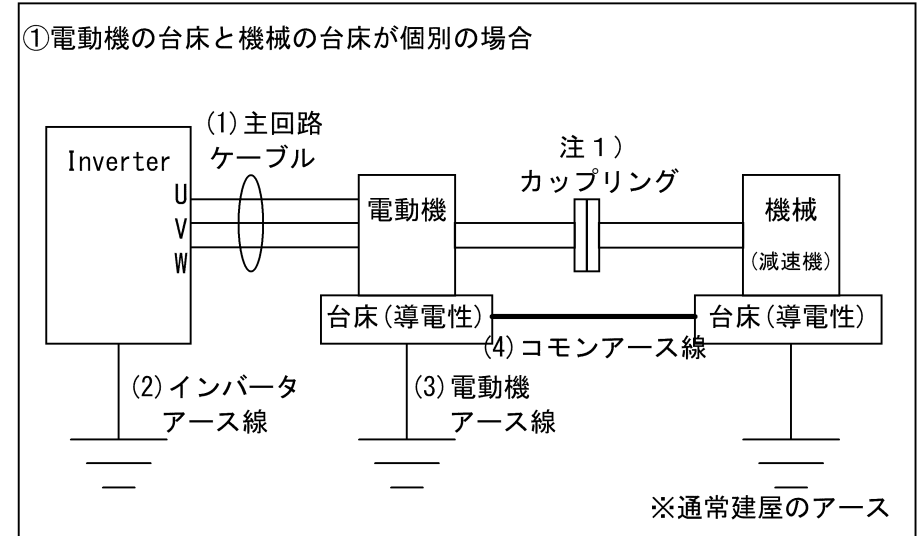 ①電動機の台床と機械の台床が個別の場合
(1)主回路
ケーブル
注１)
カップリング
Inverter
U
V
W
電動機
機械
(減速機)
台床(導電性)
台床(導電性)
(4)コモンアース線
(2)インバータ
アース線
(3)電動機
アース線
※通常建屋のアース